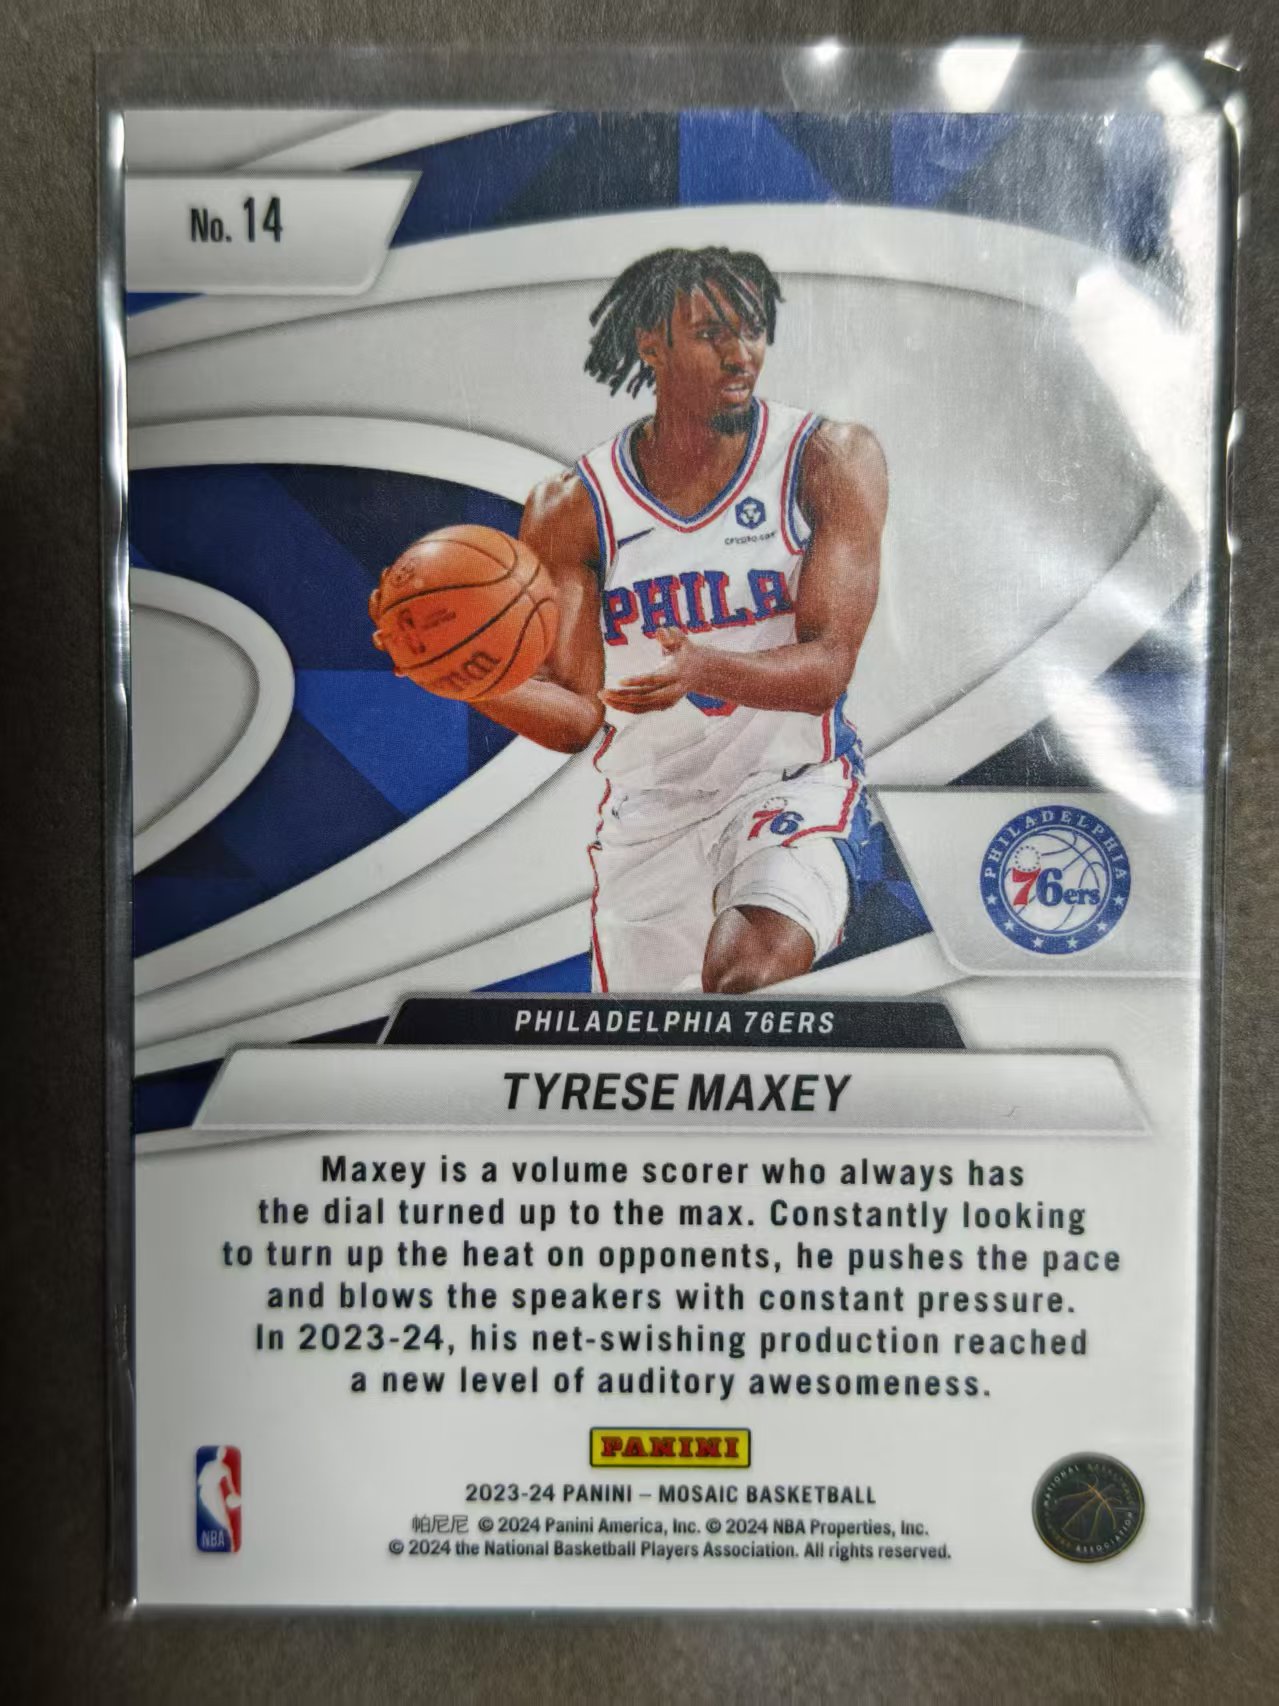 No. 14
PHILA
76
PHILADELPHIA
76ers
PHILADELPHIA 76ERS
TYRESE MAXEY
Maxey is a volume scorer who always has
the dial turned up to the max. Constantly looking
to turn up the heat on opponents, he pushes the pace
and blows the speakers with constant pressure.
In 2023-24, his net-swishing production reached
a new level of auditory awesomeness.
PANINI
NBA
2023-24 PANINI – MOSAIC BASKETBALL
帕尼尼 © 2024 Panini America, Inc. © 2024 NBA Properties, Inc.
© 2024 the National Basketball Players Association. All rights reserved.
NATIONAL BASKETBALL
ASSOCIATION